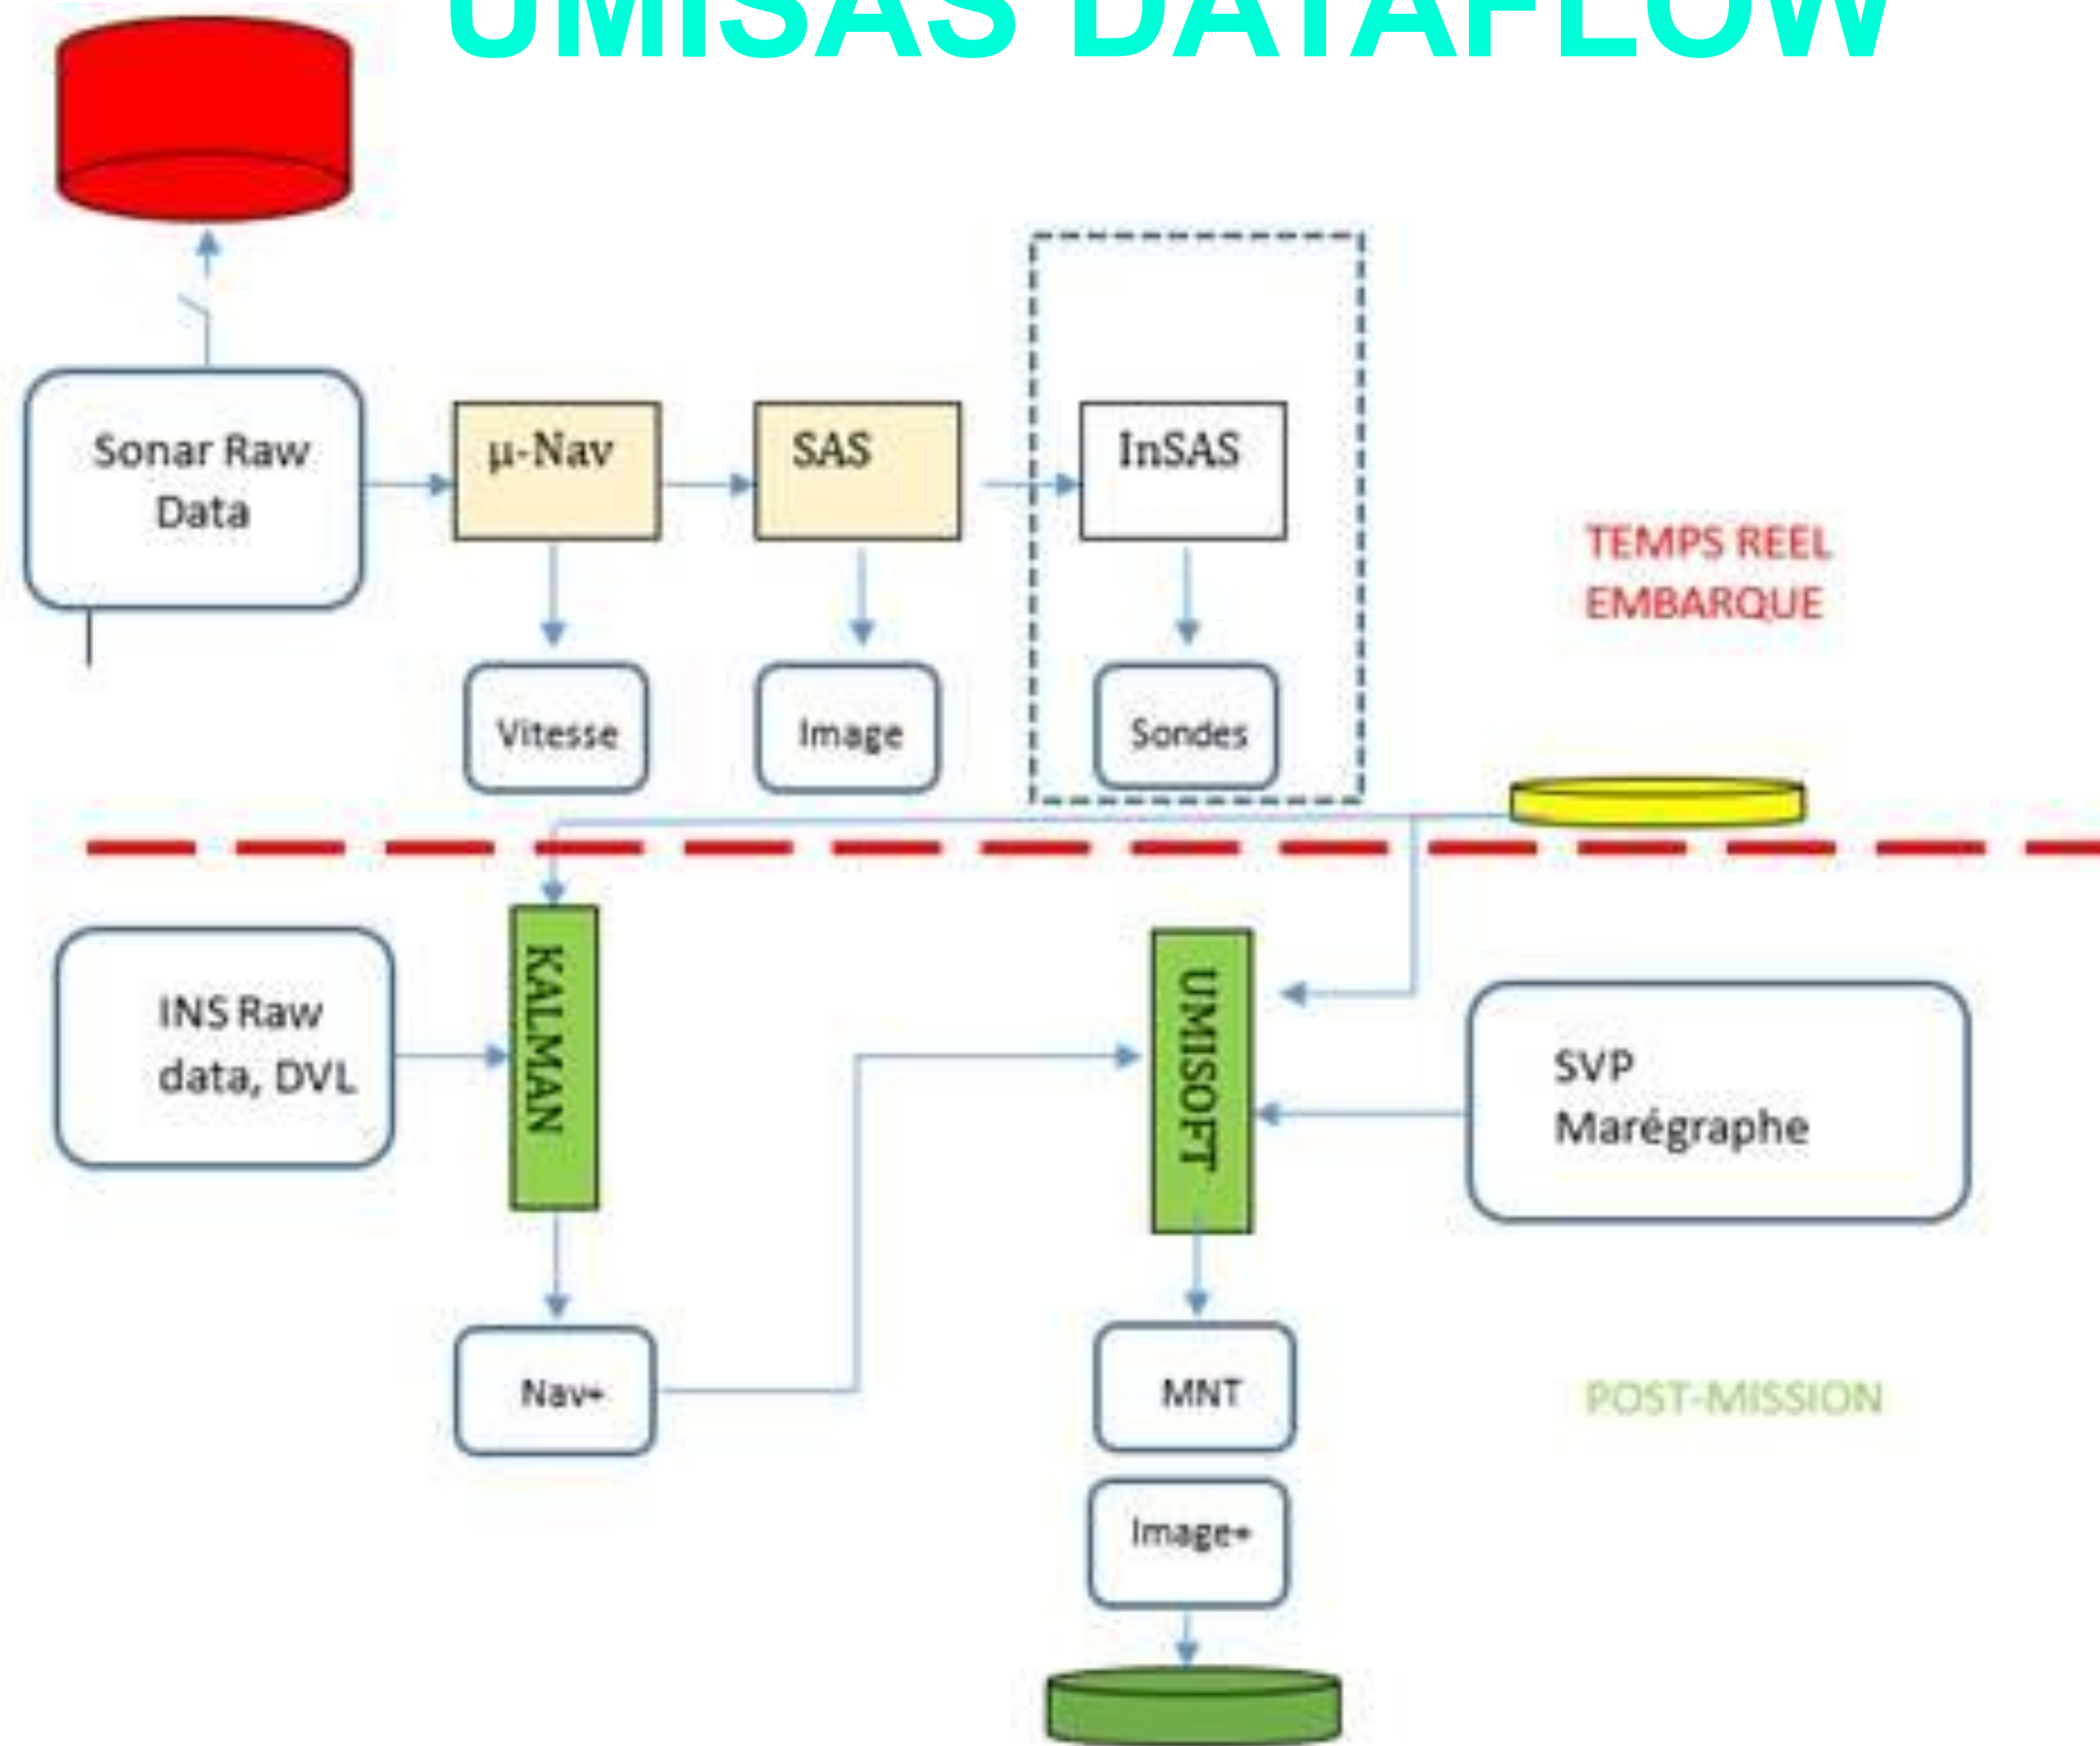 UMISAS DATAFLOW
Sonar Raw
Data
µ-Nav
SAS
InSAS
TEMPS REEL
EMBARQUE
Vitesse
Image
Sondes
INS Raw
data, DVL
KALMAN
UMISOFT
SVP
Marégraphe
Nav+
MNT
POST-MISSION
Image+